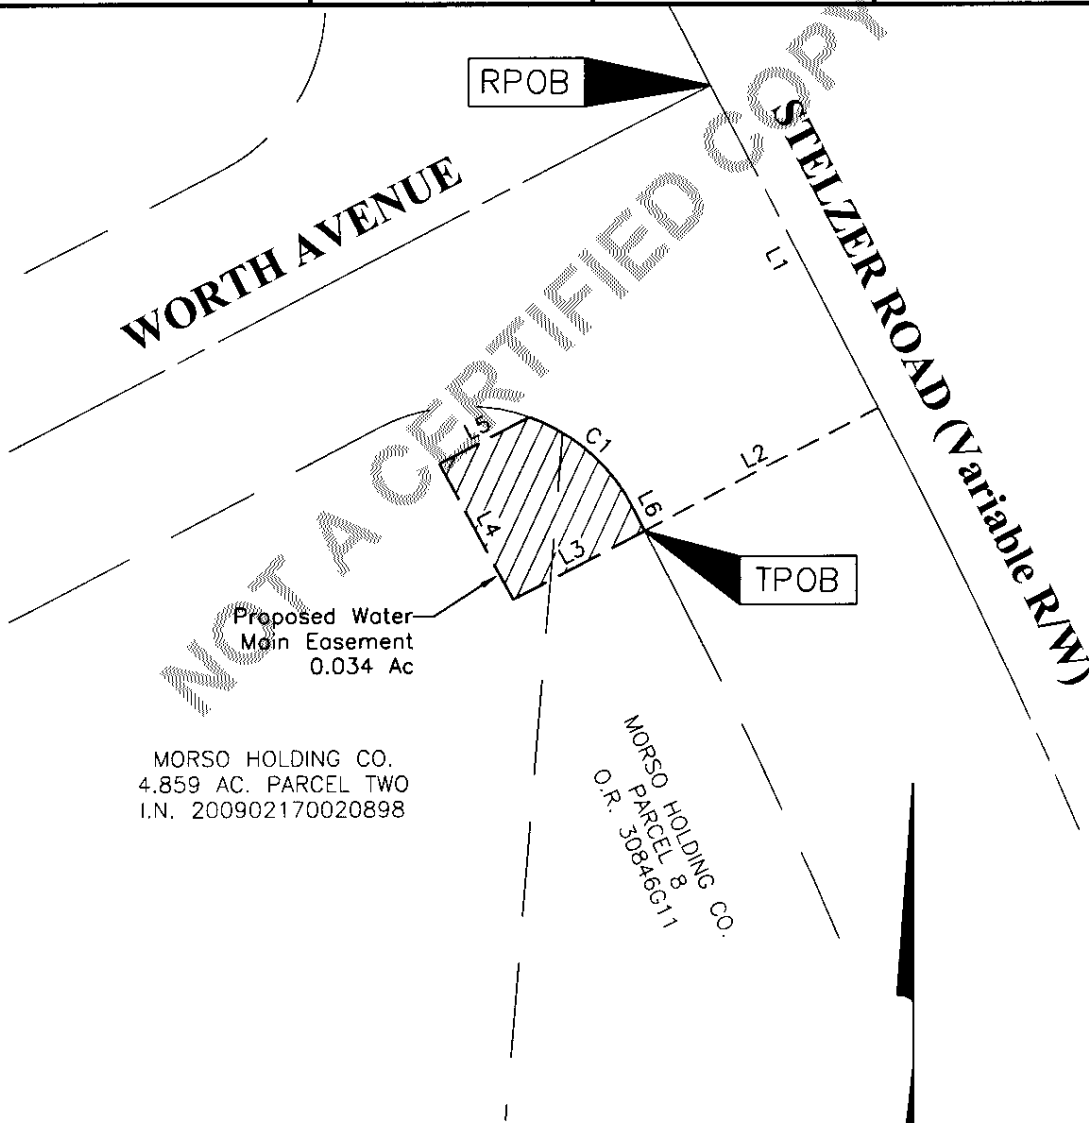 RPOB
STELZER ROAD (Variable R/W)
WORTH AVENUE
L1
NOT A CERTIFIED COPY
C1
L5
L2
L6
L4
L3
TPOB
Proposed Water
Main Easement
0.034 Ac
MORSO HOLDING CO.
4.859 AC. PARCEL TWO
I.N. 200902170020898
MORSO HOLDING CO.
PARCEL 8
O.R. 30846G11